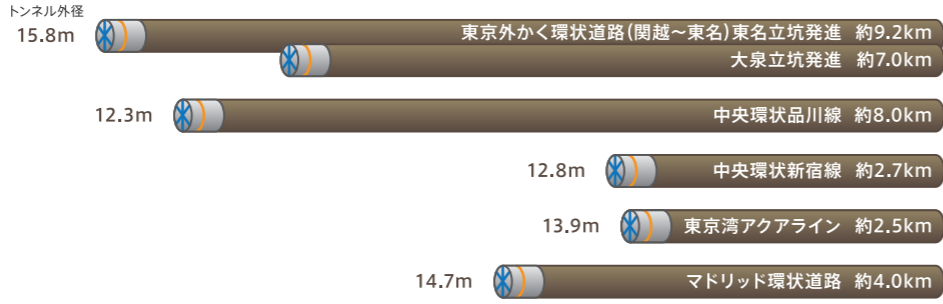 トンネル外径
15.8m 東京外かく環状道路(関越〜東名)東名立坑発進 約9.2km
大泉立坑発進 約7.0km
12.3m 中央環状品川線 約8.0km
12.8m 中央環状新宿線 約2.7km
13.9m 東京湾アクアライン 約2.5km
14.7m マドリッド環状道路 約4.0km